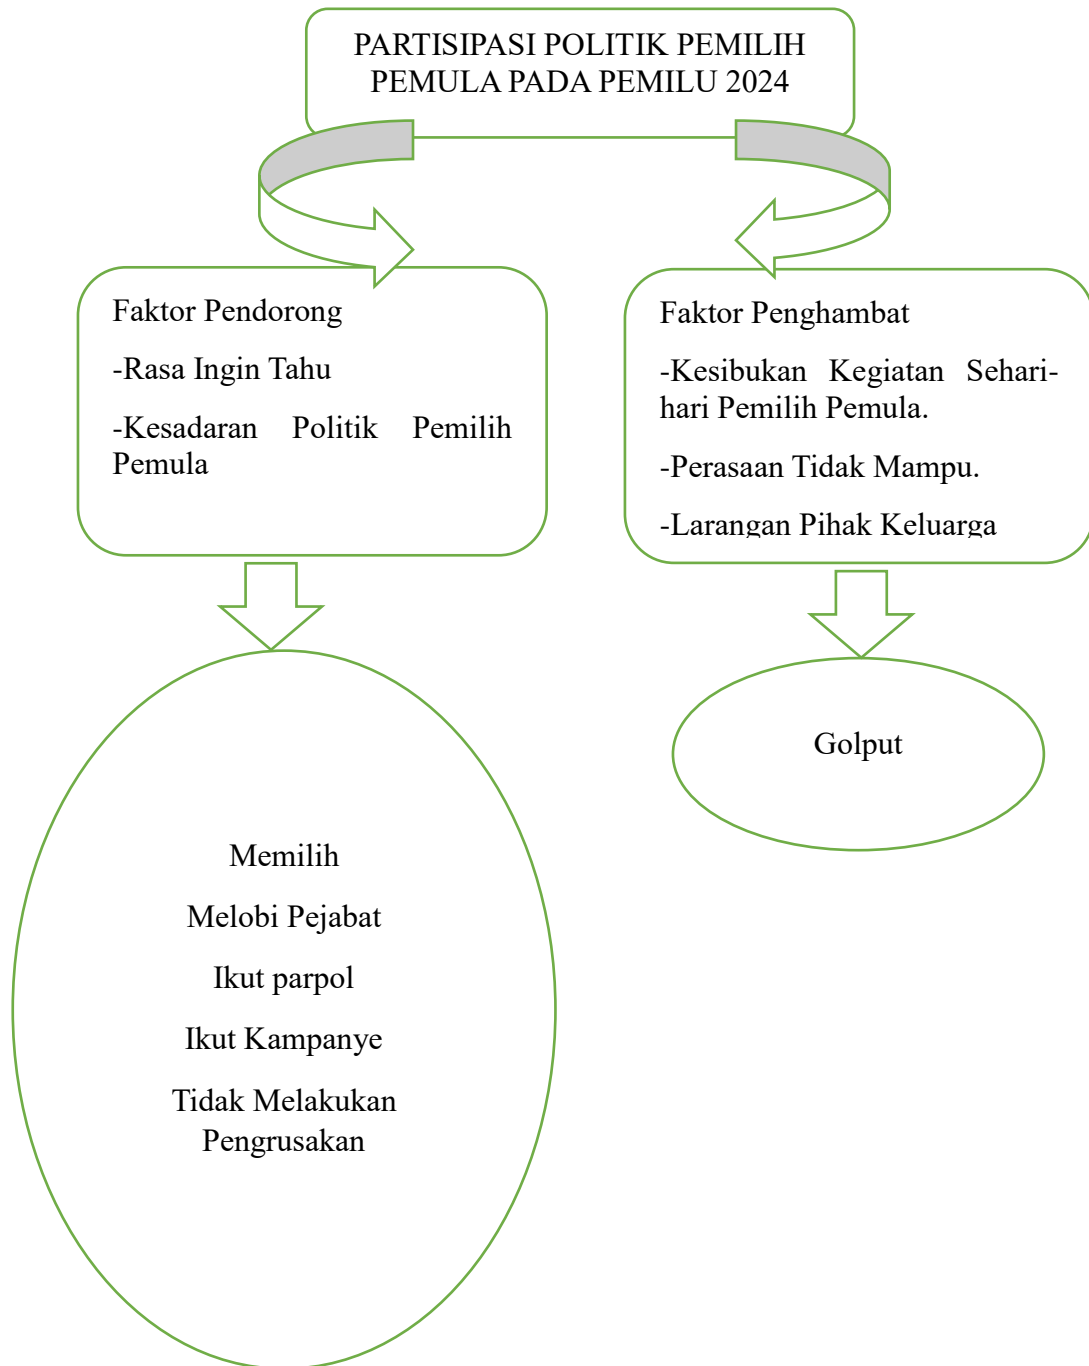 PARTISIPASI POLITIK PEMILIH
PEMULA PADA PEMILU 2024
Faktor Pendorong
-Rasa Ingin Tahu
-Kesadaran Politik Pemilih
Pemula
Faktor Penghambat
-Kesibukan Kegiatan Sehari-
hari Pemilih Pemula.
-Perasaan Tidak Mampu.
-Larangan Pihak Keluarga
Memilih
Melobi Pejabat
Ikut parpol
Ikut Kampanye
Tidak Melakukan
Pengrusakan
Golput